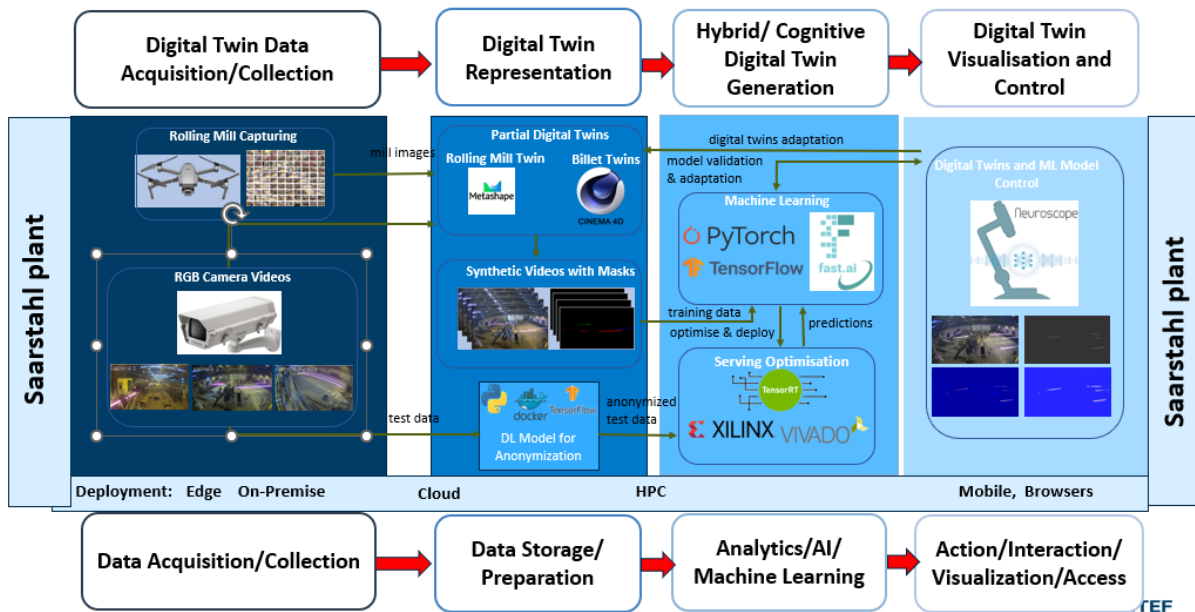 Digital Twin Data
Acquisition/Collection
Digital Twin
Representation
Hybrid/ Cognitive
Digital Twin
Generation
Digital Twin
Visualisation and
Control
Saarstahl plant
Rolling Mill Capturing
mill images
RGB Camera Videos
test data
Partial Digital Twins
Rolling Mill Twin
Billet Twins
Metashape
CINEMA 4D
Synthetic Videos with Masks
docker
TensorFlow
DL Model for
Anonymization
anonymized
test data
digital twins adaptation
model validation
& adaptation
Machine Learning
PyTorch
TensorFlow
fast.ai
training data
optimise & deploy
predictions
Serving Optimisation
TensorRT
XILINX
VIVADO
Digital Twins and ML Model
Control
Neuroscope
Saarstahl plant
Deployment: Edge On-Premise
Cloud
HPC
Mobile, Browsers
Data Acquisition/Collection
Data Storage/
Preparation
Analytics/AI/
Machine Learning
Action/Interaction/
Visualization/Access
TEF